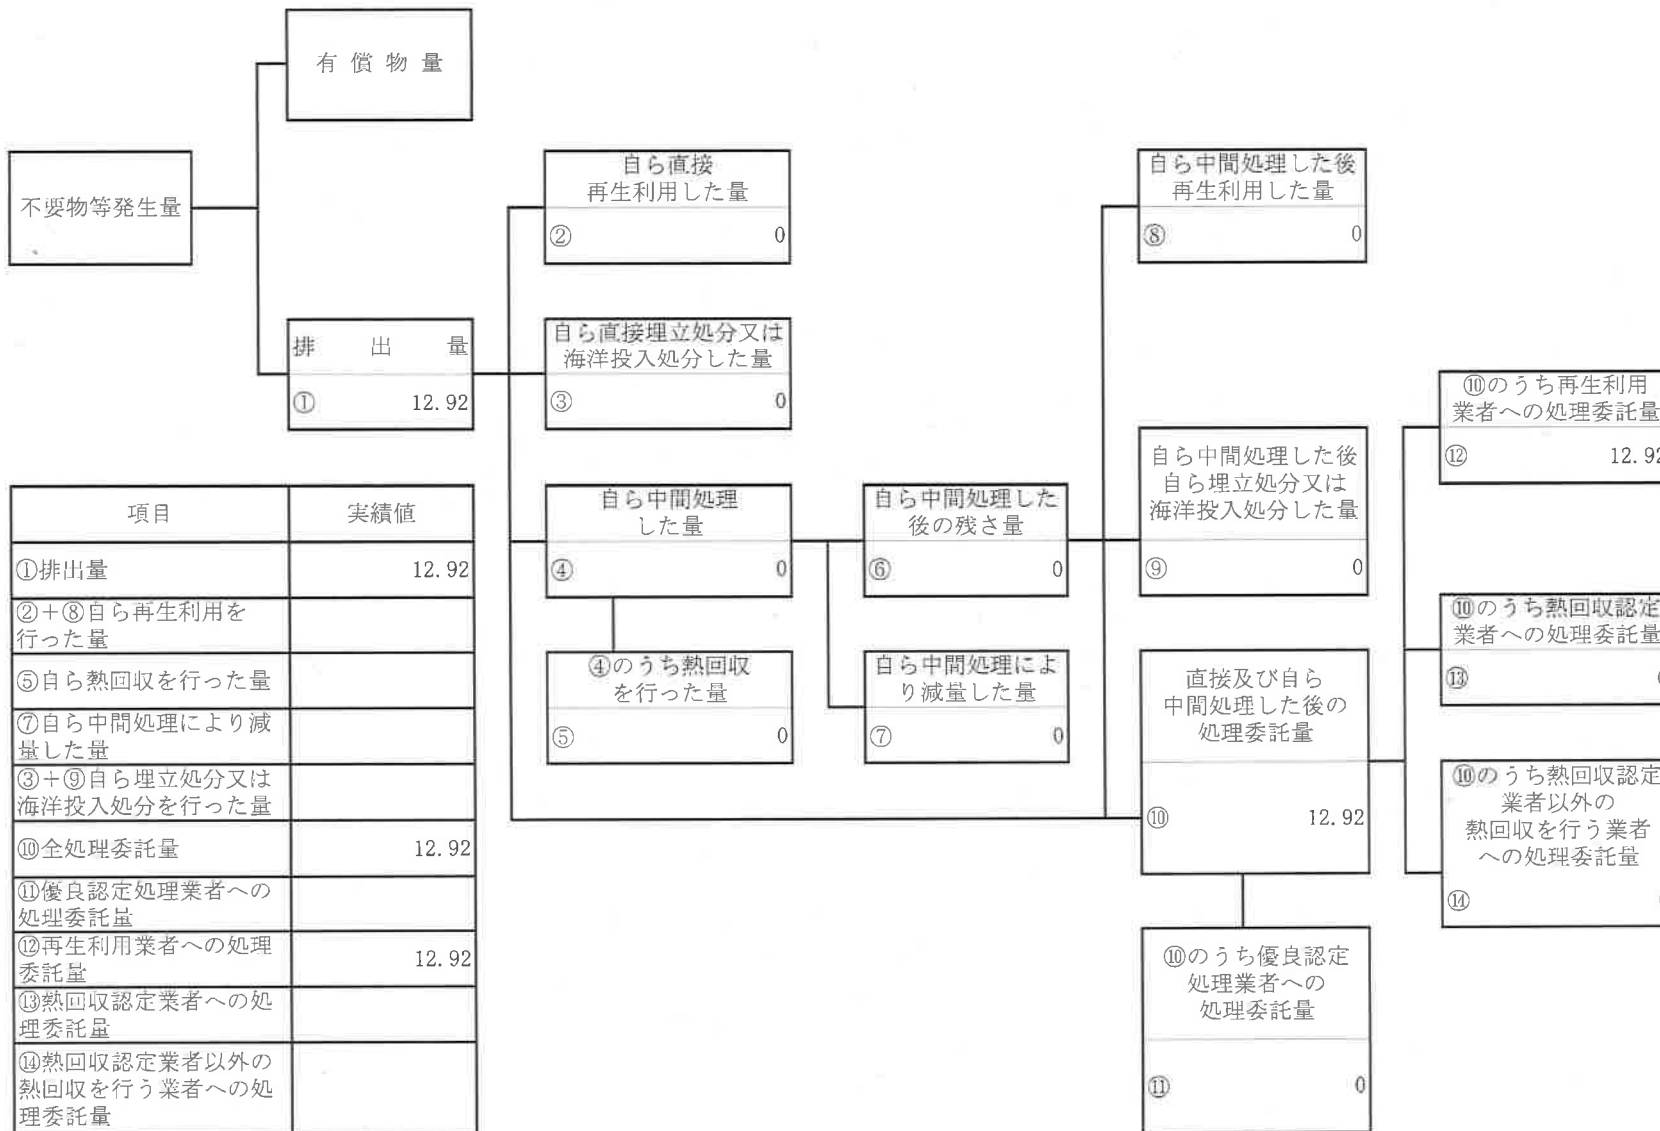 有償物量
不要物等発生量
排出量
① 12.92
自ら直接
再生利用した量
② 0
自ら直接埋立処分又は
海洋投入処分した量
③ 0
自ら中間処理
した量
④ 0
④のうち熱回収
を行った量
⑤ 0
自ら中間処理した
後の残さ量
⑥ 0
自ら中間処理によ
り減量した量
⑦ 0
自ら中間処理した後
再生利用した量
⑧ 0
自ら中間処理した後
自ら埋立処分又は
海洋投入処分した量
⑨ 0
直接及び自ら
中間処理した後の
処理委託量
⑩ 12.92
⑩のうち優良認定
処理業者への
処理委託量
⑪ 0
⑩のうち再生利用
業者への処理委託量
⑫ 12.92
⑩のうち熱回収認定
業者への処理委託量
⑬
⑩のうち熱回収認定
業者以外の
熱回収を行う業者
への処理委託量
⑭
項目 実績値
①排出量 12.92
②+⑧自ら再生利用を
行った量
⑤自ら熱回収を行った量
⑦自ら中間処理により減
量した量
③+⑨自ら埋立処分又は
海洋投入処分を行った量
⑩全処理委託量 12.92
⑪優良認定処理業者への
処理委託量
⑫再生利用業者への処理
委託量 12.92
⑬熱回収認定業者への処
理委託量
⑭熱回収認定業者以外の
熱回収を行う業者への処
理委託量